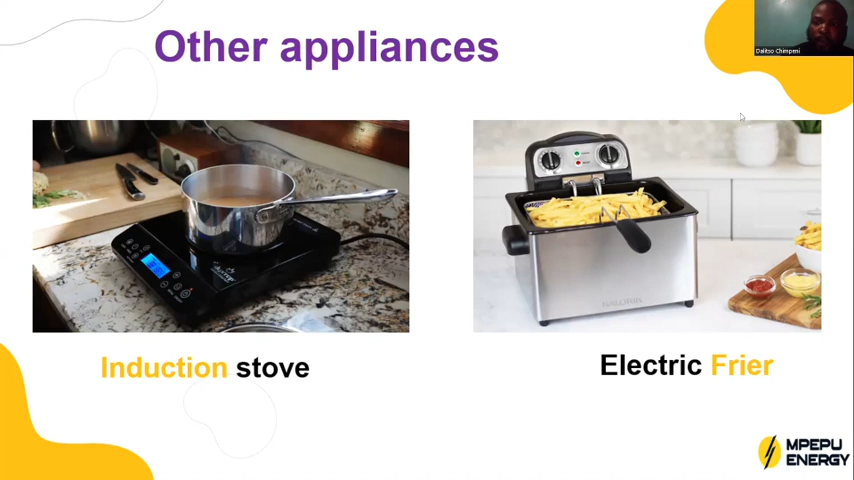 Other appliances
Dalitso Chimpeni
Induction stove
Electric Frier
MPEPU
ENERGY